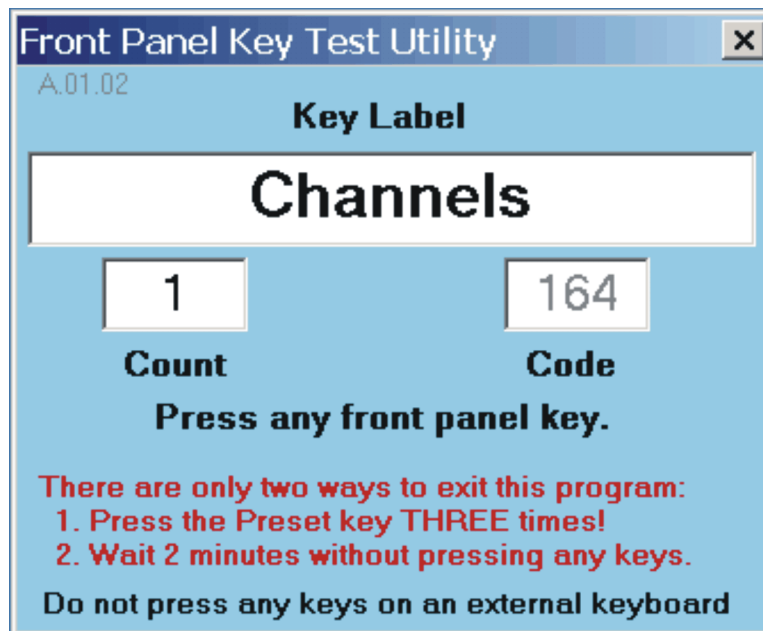 Front Panel Key Test Utility
A.01.02
Key Label
Channels
1 164
Count Code
Press any front panel key.
There are only two ways to exit this program:
1. Press the Preset key THREE times!
2. Wait 2 minutes without pressing any keys.
Do not press any keys on an external keyboard